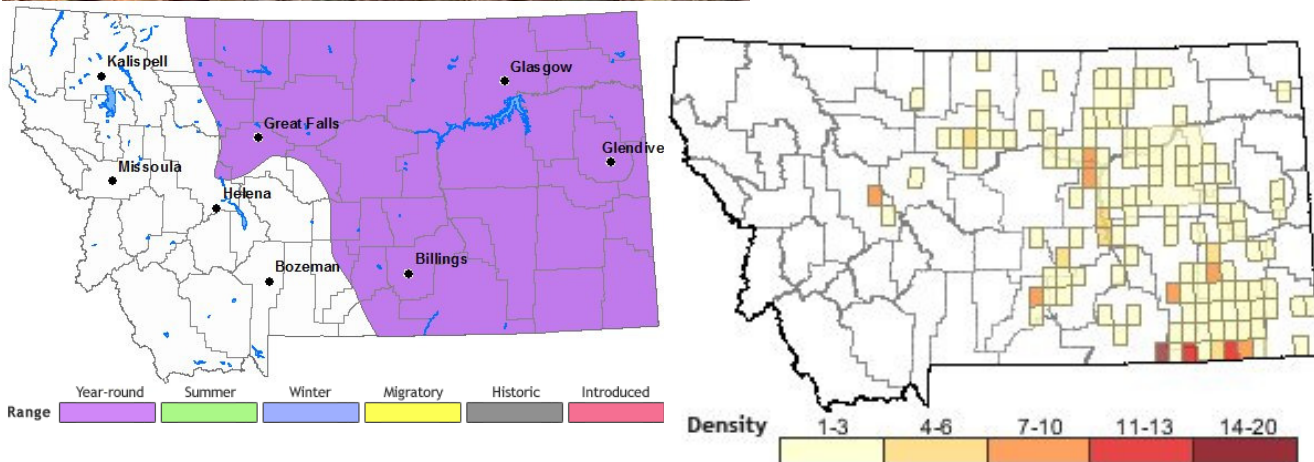 Kalispell
Glasgow
Great Falls
Glendive
Missoula
Helena
Billings
Bozeman
Year-round Summer Winter Migratory Historic Introduced
Range
Density 1-3 4-6 7-10 11-13 14-20